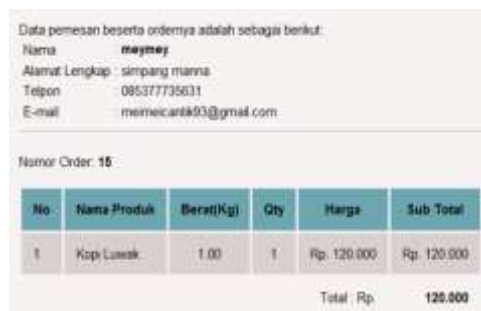 Data pemesan beserta ordernya adalah sebagai berikut:
Nama : meymey
Alamat Lengkap : simpang manna
Telpon : 085377735631
E-mail : meimeicantik93@gmail.com
Nomor Order: 15
No Nama Produk Berat(Kg) Qty Harga Sub Total
1 Kopi Luwak 1.00 1 Rp. 120.000 Rp. 120.000
Total : Rp. 120.000